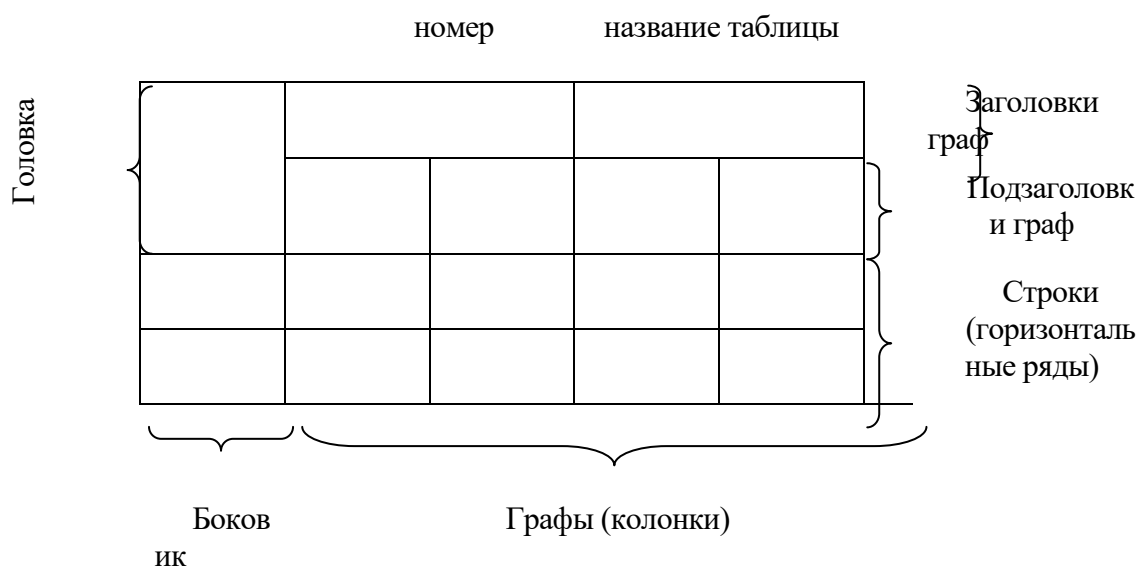 номер название таблицы
Головка
Заголовки
граф
Подзаголовк
и граф
Строки
(горизонталь
ные ряды)
Боков
ик
Графы (колонки)